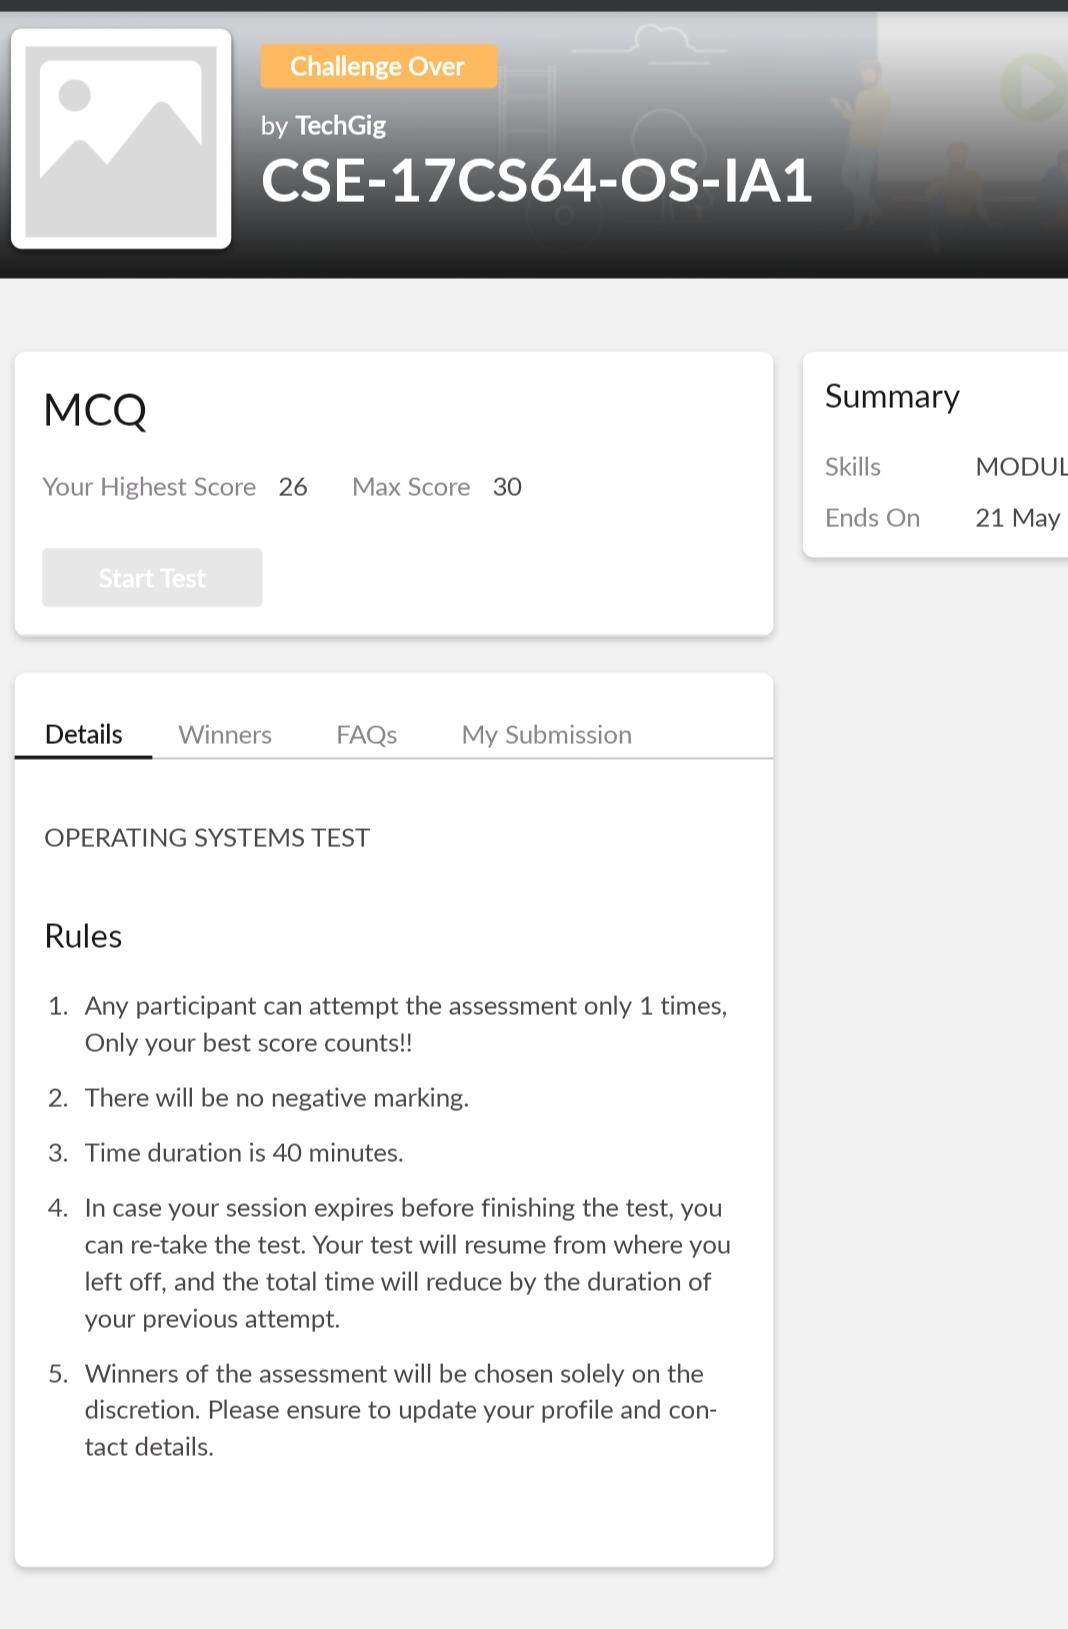 Challenge Over
by TechGig
CSE-17CS64-OS-IA1
MCQ
Your Highest Score 26 Max Score 30
Start Test
Summary
Skills MODUL
Ends On 21 May
Details Winners FAQs My Submission
OPERATING SYSTEMS TEST
Rules
1. Any participant can attempt the assessment only 1 times,
Only your best score counts!!
2. There will be no negative marking.
3. Time duration is 40 minutes.
4. In case your session expires before finishing the test, you
can re-take the test. Your test will resume from where you
left off, and the total time will reduce by the duration of
your previous attempt.
5. Winners of the assessment will be chosen solely on the
discretion. Please ensure to update your profile and con-
tact details.